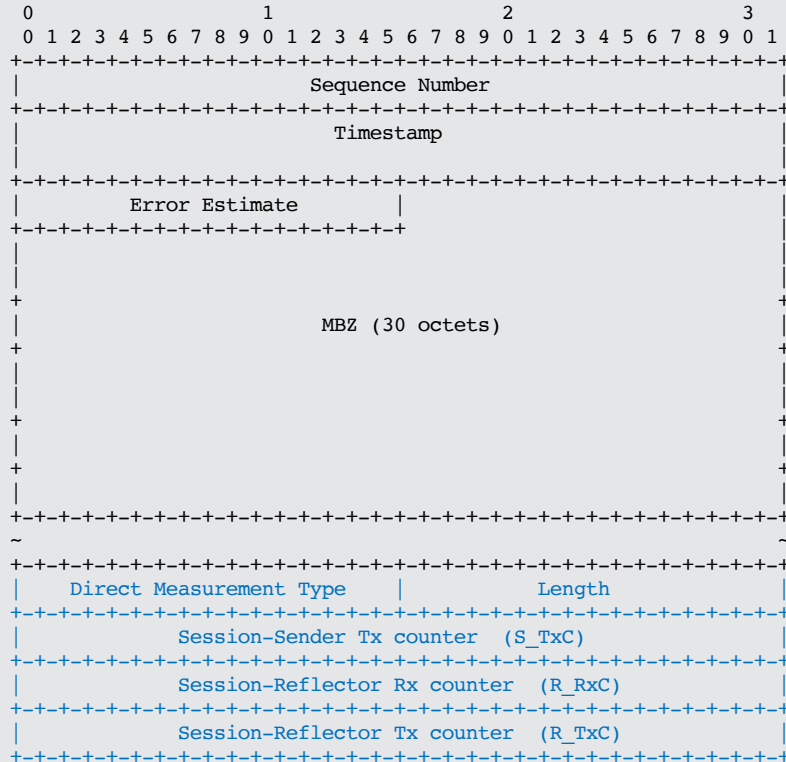 0                   1                   2                   3
 0 1 2 3 4 5 6 7 8 9 0 1 2 3 4 5 6 7 8 9 0 1 2 3 4 5 6 7 8 9 0 1
+-+-+-+-+-+-+-+-+-+-+-+-+-+-+-+-+-+-+-+-+-+-+-+-+-+-+-+-+-+-+-+-+
|                        Sequence Number                        |
+-+-+-+-+-+-+-+-+-+-+-+-+-+-+-+-+-+-+-+-+-+-+-+-+-+-+-+-+-+-+-+-+
|                          Timestamp                            |
|                                                               |
+-+-+-+-+-+-+-+-+-+-+-+-+-+-+-+-+-+-+-+-+-+-+-+-+-+-+-+-+-+-+-+-+
|         Error Estimate        |                               |
+-+-+-+-+-+-+-+-+-+-+-+-+-+-+-+-+                               |
|                                                               |
|                                                               |
+                                                               +
|                         MBZ (30 octets)                       |
+                                                               +
|                                                               |
|                                                               |
+                                                               +
|                                                               |
+                                                               +
|                                                               |
+-+-+-+-+-+-+-+-+-+-+-+-+-+-+-+-+-+-+-+-+-+-+-+-+-+-+-+-+-+-+-+-+
~                                                               ~
+-+-+-+-+-+-+-+-+-+-+-+-+-+-+-+-+-+-+-+-+-+-+-+-+-+-+-+-+-+-+-+-+
|    Direct Measurement Type    |           Length              |
+-+-+-+-+-+-+-+-+-+-+-+-+-+-+-+-+-+-+-+-+-+-+-+-+-+-+-+-+-+-+-+-+
|             Session-Sender Tx counter  (S_TxC)                |
+-+-+-+-+-+-+-+-+-+-+-+-+-+-+-+-+-+-+-+-+-+-+-+-+-+-+-+-+-+-+-+-+
|             Session-Reflector Rx counter  (R_RxC)             |
+-+-+-+-+-+-+-+-+-+-+-+-+-+-+-+-+-+-+-+-+-+-+-+-+-+-+-+-+-+-+-+-+
|             Session-Reflector Tx counter  (R_TxC)             |
+-+-+-+-+-+-+-+-+-+-+-+-+-+-+-+-+-+-+-+-+-+-+-+-+-+-+-+-+-+-+-+-+